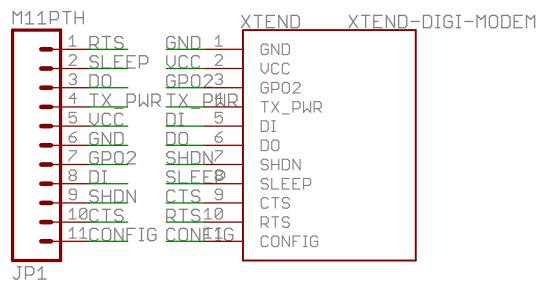 M11PTH
1 RTS
2 SLEEP
3 DO
4 TX_PWR
5 VCC
6 GND
7 GPO2
8 DI
9 SHDN
10 CTS
11 CONFIG
JP1
XTEND XTEND-DIGI-MODEM
GND 1 GND
VCC 2 VCC
GPO2 3 GPO2
TX_PWR 4 TX_PWR
DI 5 DI
DO 6 DO
SHDN 7 SHDN
SLEEP 8 SLEEP
CTS 9 CTS
RTS 10 RTS
CONFIG 11 CONFIG